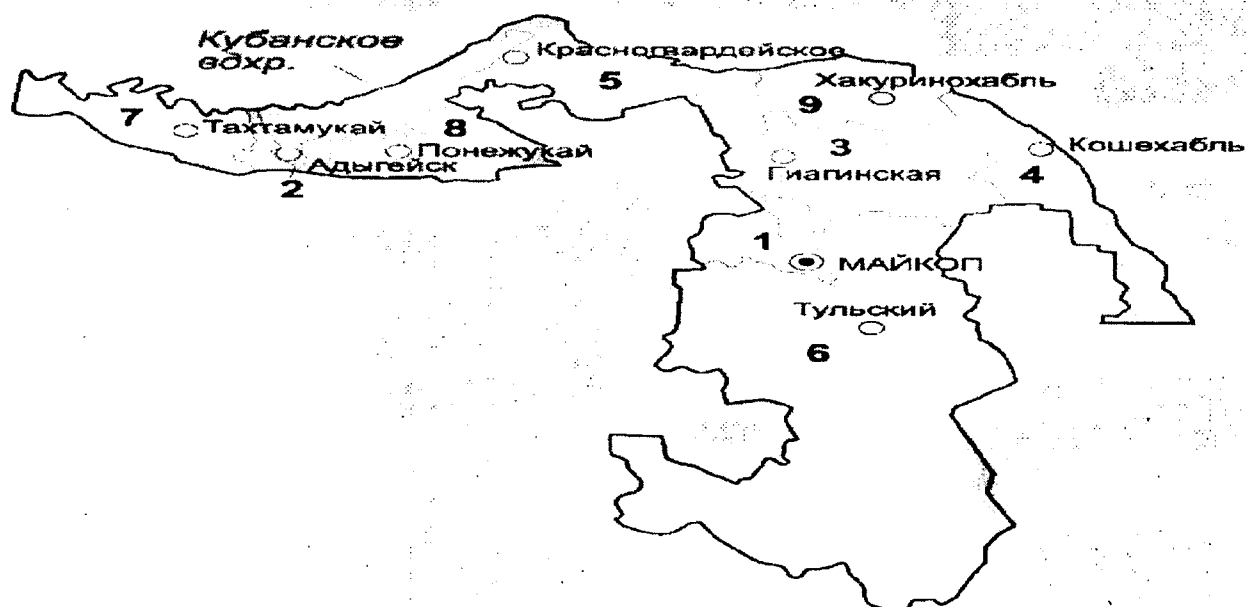 Кубанское
вдхр.
Красногвардейское
5
Хакуринохабль
9
7
Тахтамукай
8
Понежукай
Адыгейск
2
3
Гиагинская
Кошехабль
4
1
МАЙКОП
Тульский
6